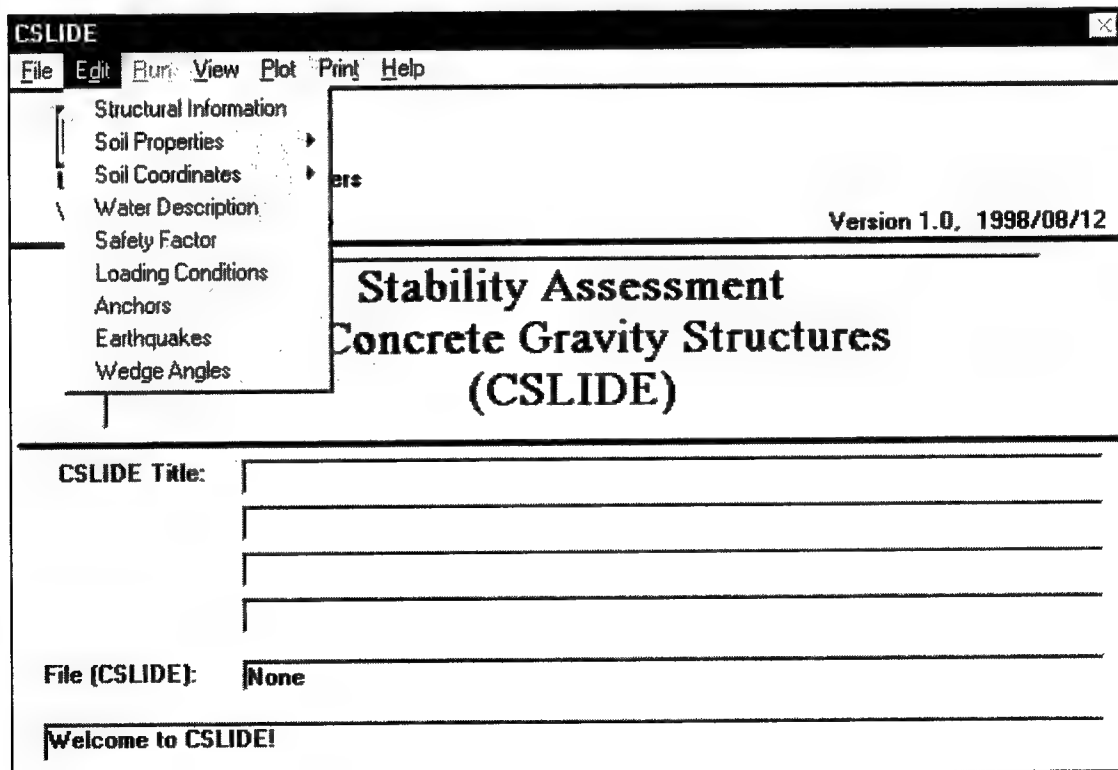 CSLIDE
File Edit Run View Plot Print Help
Structural Information
Soil Properties
Soil Coordinates
ers
Water Description
Version 1.0, 1998/08/12
Safety Factor
Loading Conditions
Stability Assessment
Anchors
Earthquakes
Concrete Gravity Structures
Wedge Angles
(CSLIDE)
CSLIDE Title:
File (CSLIDE): None
Welcome to CSLIDE!